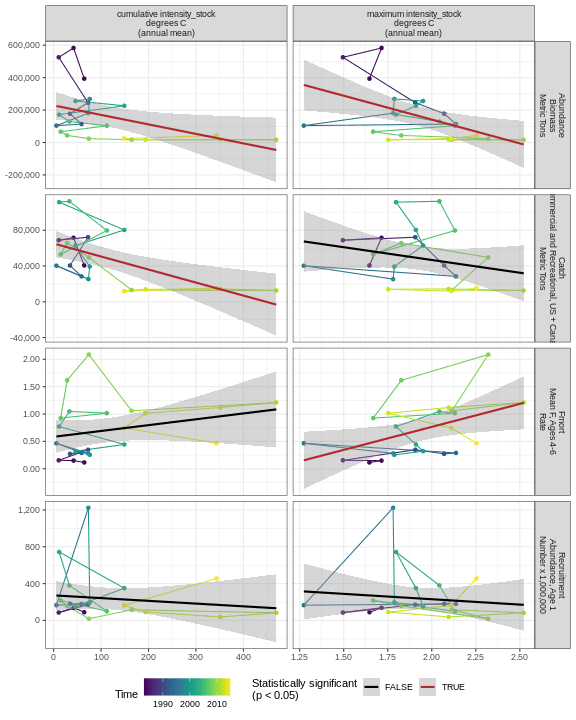 cumulative intensity_stock
degrees C
(annual mean)
maximum intensity_stock
degrees C
(annual mean)
600,000
400,000
200,000
0
-200,000
Abundance
Biomass
Metric Tons
80,000
40,000
0
-40,000
Catch
mmercial and Recreational, US + Cana
Metric Tons
2.00
1.50
1.00
0.50
0.00
Fmort
Mean F, Ages 4-6
Rate
1,200
800
400
0
Recruitment
Abundance, Age 1
Number x 1,000,000
0 100 200 300 400
1.25 1.50 1.75 2.00 2.25 2.50
Time
1990 2000 2010
Statistically significant
(p < 0.05)
FALSE
TRUE